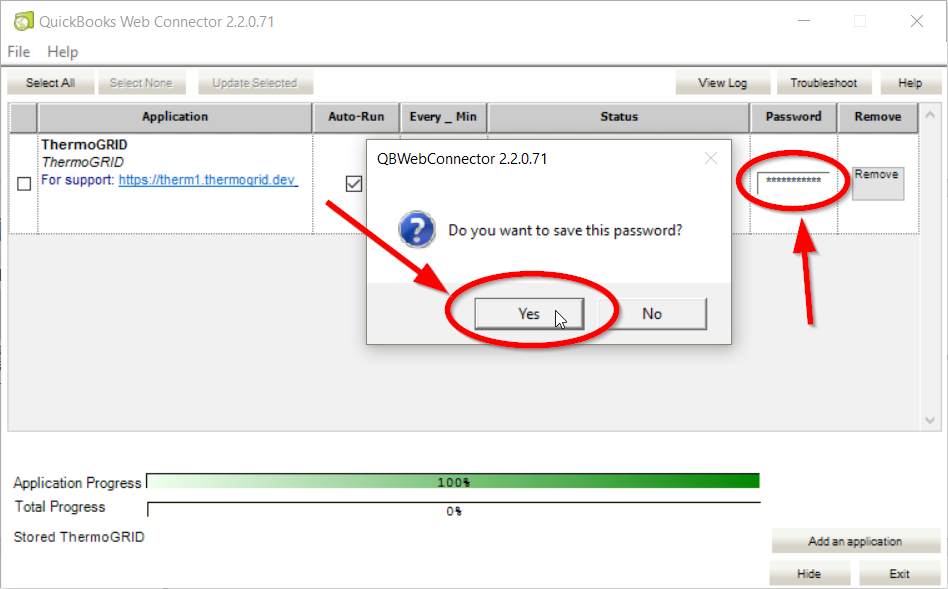 QuickBooks Web Connector 2.2.0.71
File Help
Select All Select None Update Selected View Log Troubleshoot Help
Application Auto-Run Every _ Min Status Password Remove
ThermoGRID
ThermoGRID
For support: https://therm1.thermogrid.dev
*********** Remove
QBWebConnector 2.2.0.71
Do you want to save this password?
Yes No
Application Progress 100%
Total Progress 0%
Stored ThermoGRID
Add an application
Hide Exit